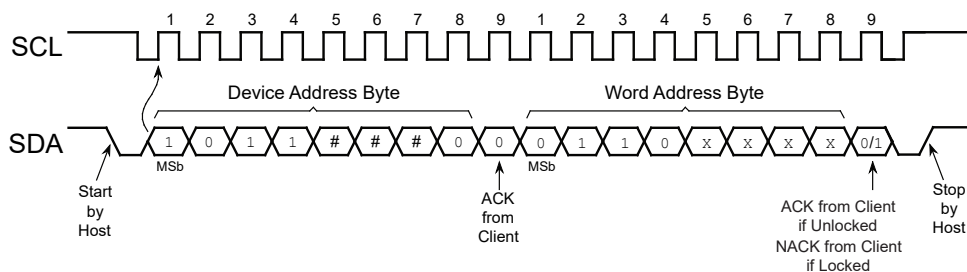 1 2 3 4 5 6 7 8 9 1 2 3 4 5 6 7 8 9
SCL
Device Address Byte Word Address Byte
SDA 1 0 1 1 # # # 0 0 0 1 1 0 X X X X 0/1
MSb MSb
Start
by
Host
ACK
from
Client
ACK from Client
if Unlocked
NACK from Client
if Locked
Stop
by
Host